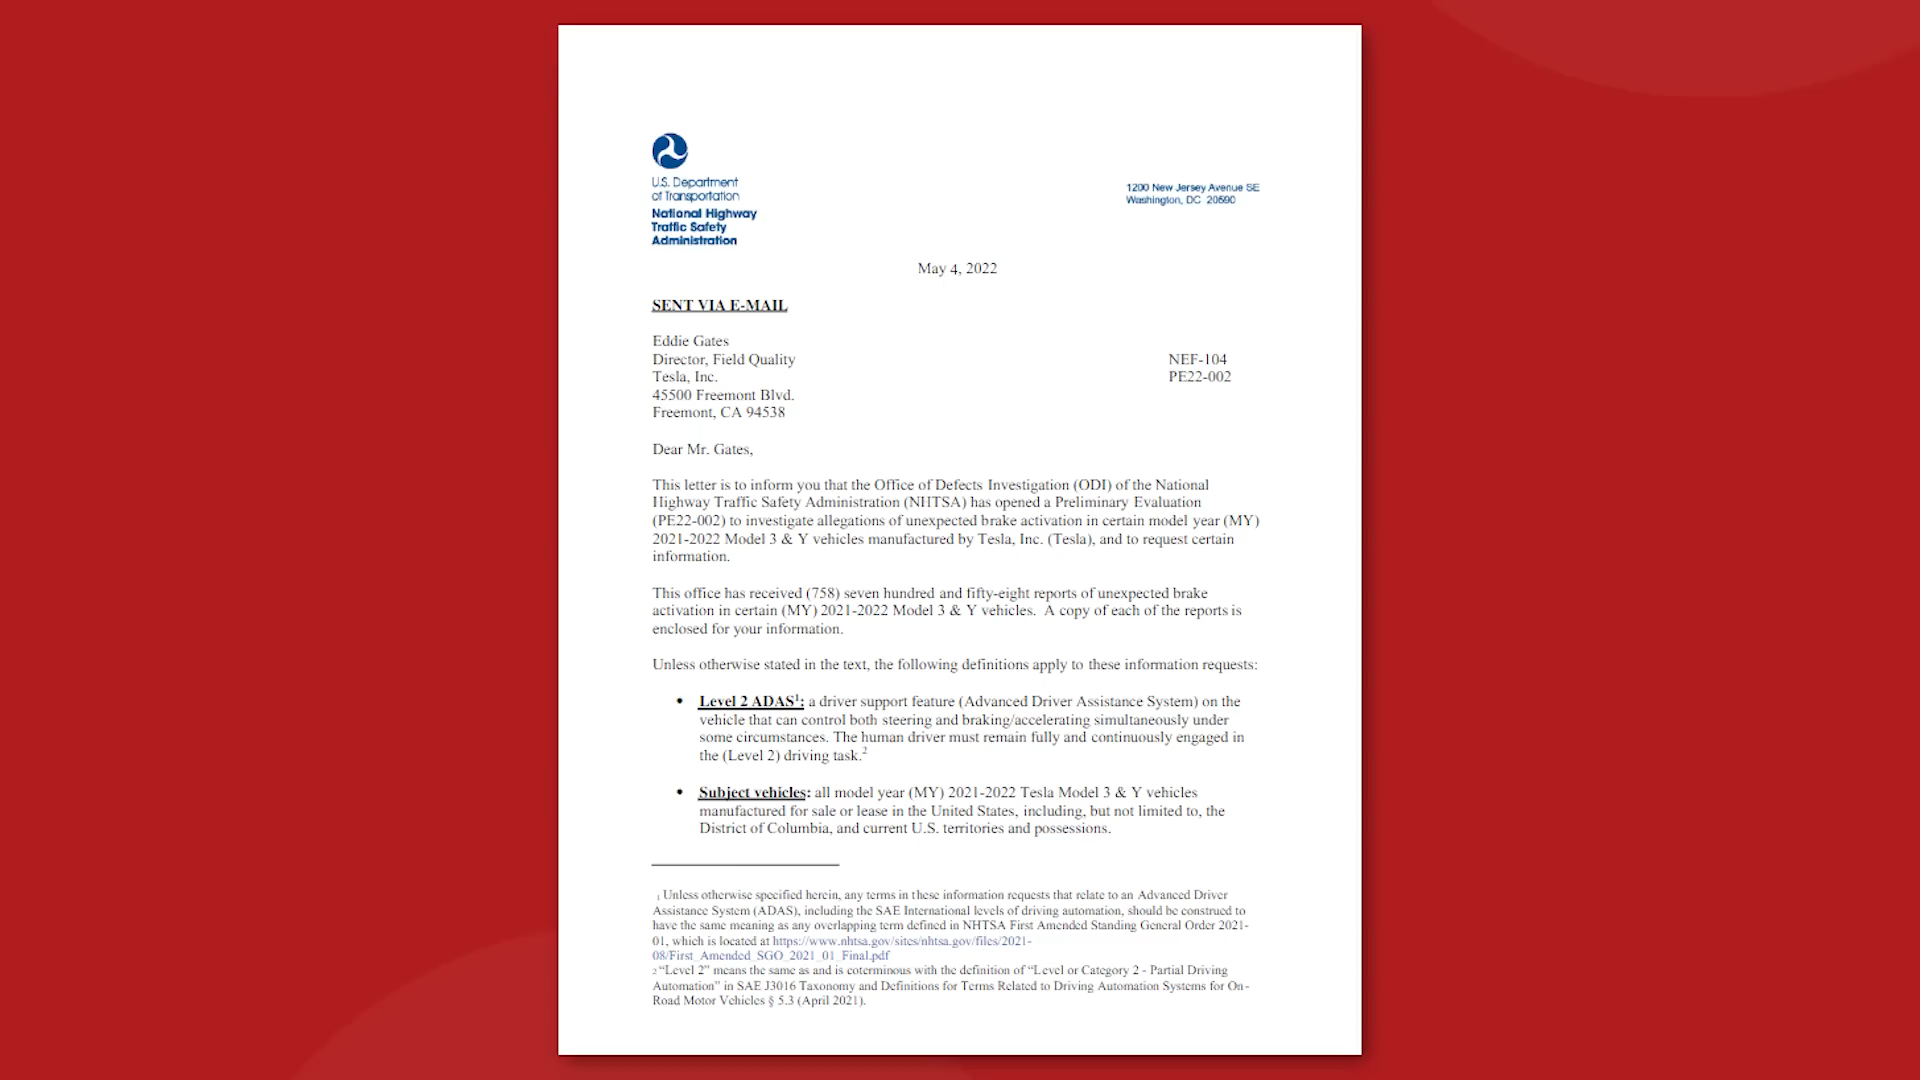 U.S. Department
of Transportation
National Highway
Traffic Safety
Administration
1200 New Jersey Avenue SE
Washington, DC 20590
May 4, 2022
SENT VIA E-MAIL
Eddie Gates
Director, Field Quality
Tesla, Inc.
45500 Freemont Blvd.
Freemont, CA 94538
NEF-104
PE22-002
Dear Mr. Gates,
This letter is to inform you that the Office of Defects Investigation (ODI) of the National
Highway Traffic Safety Administration (NHTSA) has opened a Preliminary Evaluation
(PE22-002) to investigate allegations of unexpected brake activation in certain model year (MY)
2021-2022 Model 3 & Y vehicles manufactured by Tesla, Inc. (Tesla), and to request certain
information.
This office has received (758) seven hundred and fifty-eight reports of unexpected brake
activation in certain (MY) 2021-2022 Model 3 & Y vehicles. A copy of each of the reports is
enclosed for your information.
Unless otherwise stated in the text, the following definitions apply to these information requests:
• Level 2 ADAS1: a driver support feature (Advanced Driver Assistance System) on the
vehicle that can control both steering and braking/accelerating simultaneously under
some circumstances. The human driver must remain fully and continuously engaged in
the (Level 2) driving task.2
• Subject vehicles: all model year (MY) 2021-2022 Tesla Model 3 & Y vehicles
manufactured for sale or lease in the United States, including, but not limited to, the
District of Columbia, and current U.S. territories and possessions.
1 Unless otherwise specified herein, any terms in these information requests that relate to an Advanced Driver
Assistance System (ADAS), including the SAE International levels of driving automation, should be construed to
have the same meaning as any overlapping term defined in NHTSA First Amended Standing General Order 2021-
01, which is located at https://www.nhtsa.gov/sites/nhtsa.gov/files/2021-
08/First_Amended_SGO_2021_01_Final.pdf
2 “Level 2” means the same as and is coterminous with the definition of “Level or Category 2 - Partial Driving
Automation” in SAE J3016 Taxonomy and Definitions for Terms Related to Driving Automation Systems for On-
Road Motor Vehicles § 5.3 (April 2021).